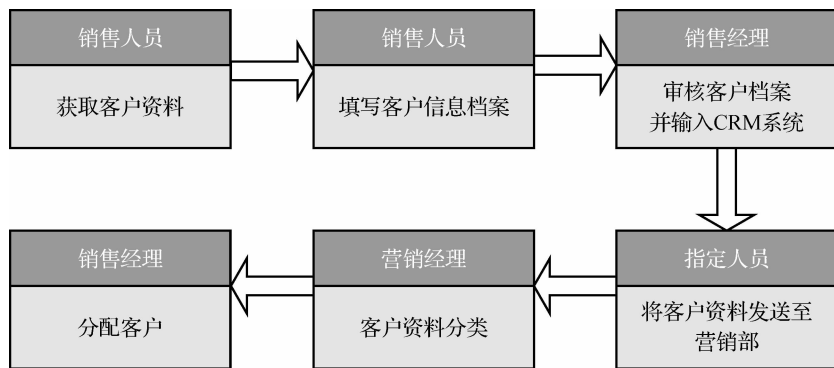 销售人员
获取客户资料
销售人员
填写客户信息档案
销售经理
审核客户档案
并输入CRM系统
指定人员
将客户资料发送至
营销部
营销经理
客户资料分类
销售经理
分配客户